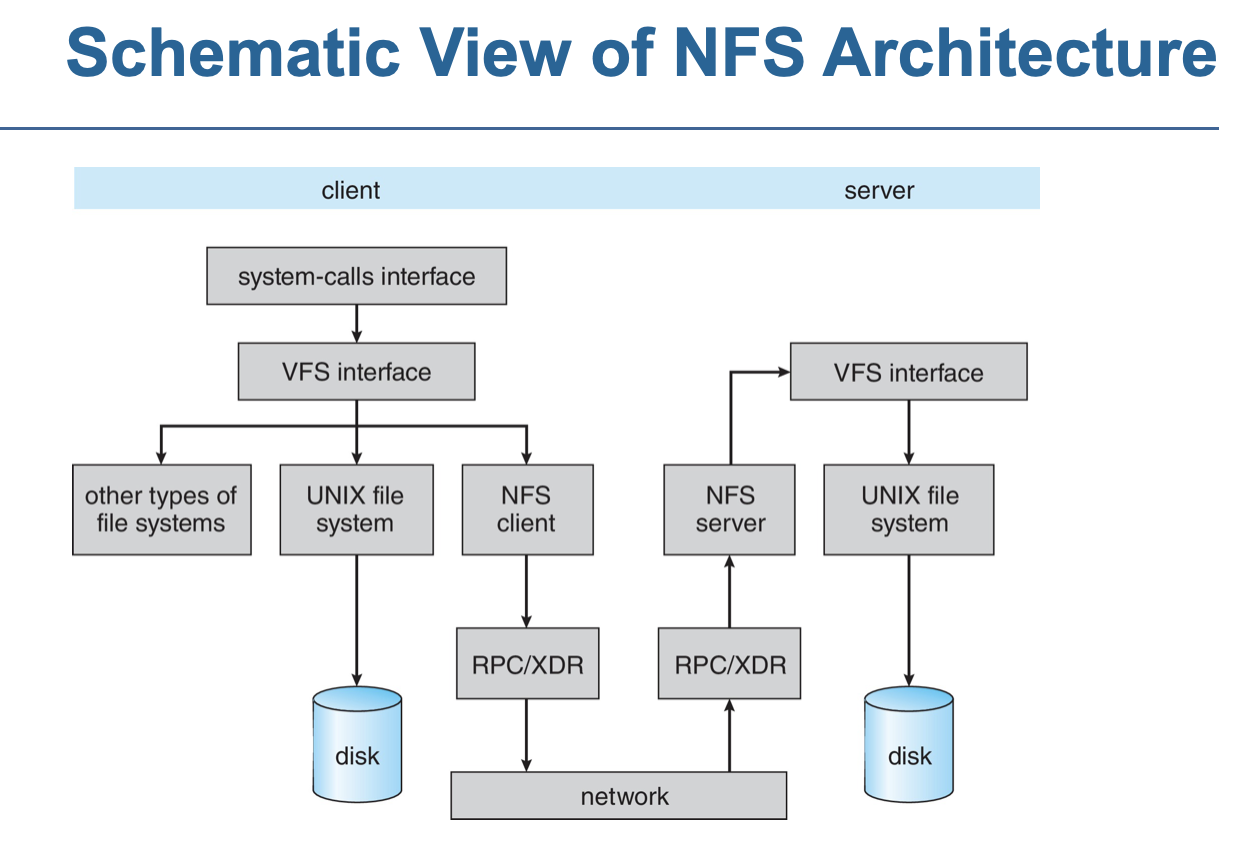 Schematic View of NFS Architecture
client
server
system-calls interface
VFS interface
VFS interface
other types of
file systems
UNIX file
system
NFS
client
NFS
server
UNIX file
system
RPC/XDR
RPC/XDR
disk
disk
network